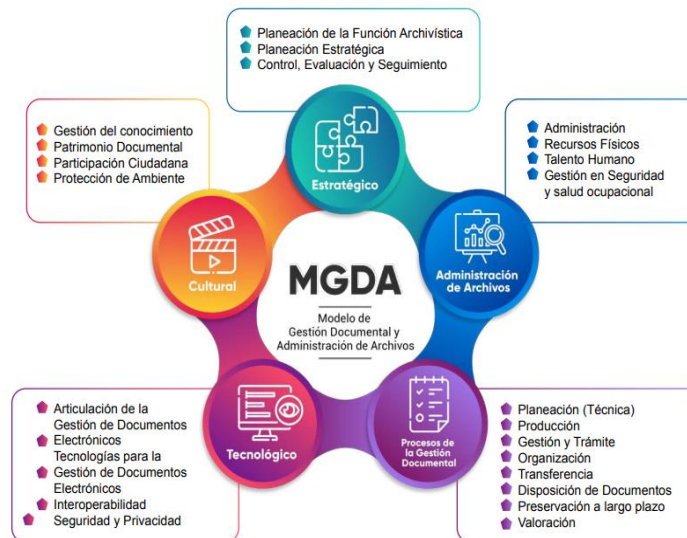 Planeación de la Función Archivística
Planeación Estratégica
Control, Evaluación y Seguimiento
Estratégico
Gestión del conocimiento
Patrimonio Documental
Participación Ciudadana
Protección de Ambiente
Cultural
Administración
Recursos Físicos
Talento Humano
Gestión en Seguridad
y salud ocupacional
Administración
de Archivos
MGDA
Modelo de
Gestión Documental y
Administración de Archivos
Articulación de la
Gestión de Documentos
Electrónicos
Tecnologías para la
Gestión de Documentos
Electrónicos
Interoperabilidad
Seguridad y Privacidad
Tecnológico
Procesos de
la Gestión
Documental
Planeación (Técnica)
Producción
Gestión y Trámite
Organización
Transferencia
Disposición de Documentos
Preservación a largo plazo
Valoración